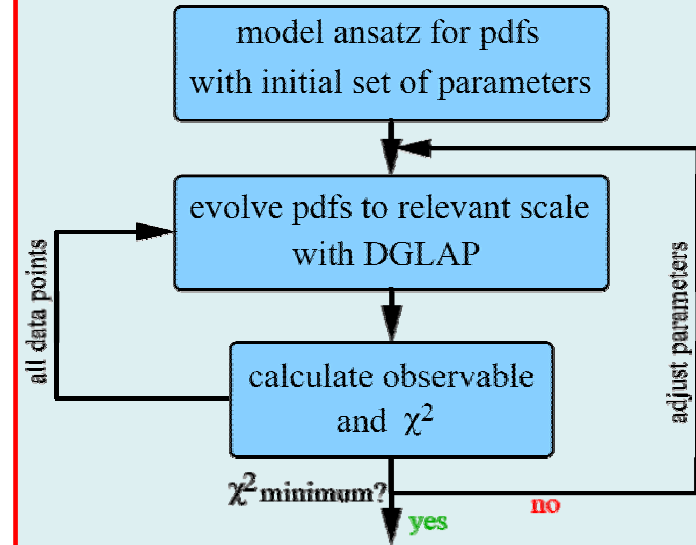 model ansatz for pdfs
with initial set of parameters
evolve pdfs to relevant scale
with DGLAP
all data points
adjust parameters
calculate observable
and χ²
χ² minimum?
no
yes